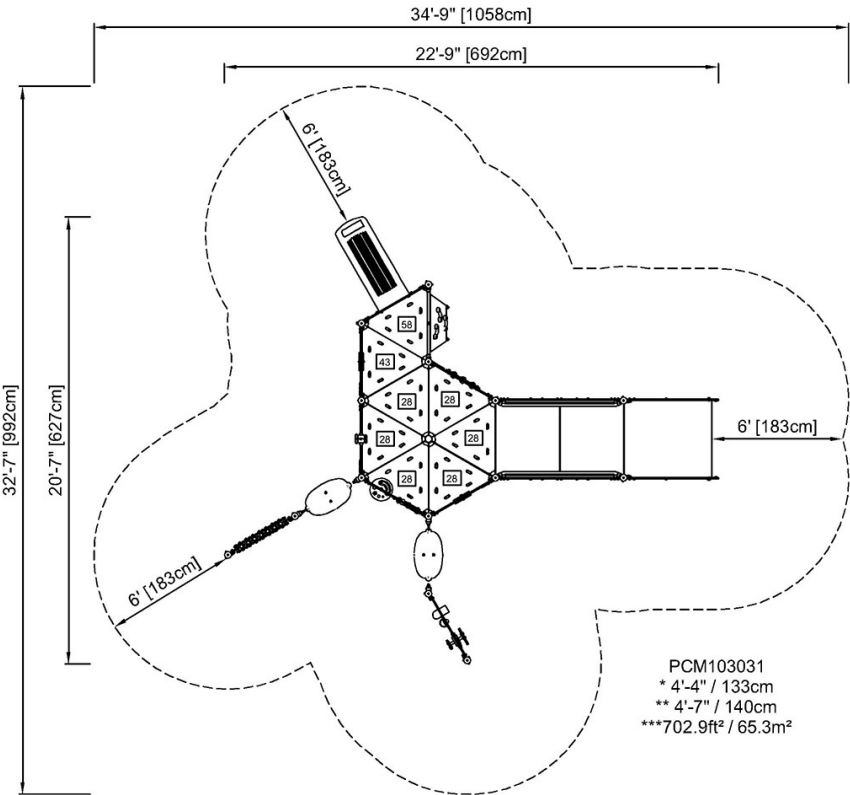 34'-9" [1058cm]
22'-9" [692cm]
32'-7" [992cm]
20'-7" [627cm]
6' [183cm]
58
43
28
28
28
28
28
28
6' [183cm]
6' [183cm]
PCM103031
* 4'-4" / 133cm
** 4'-7" / 140cm
***702.9ft² / 65.3m²